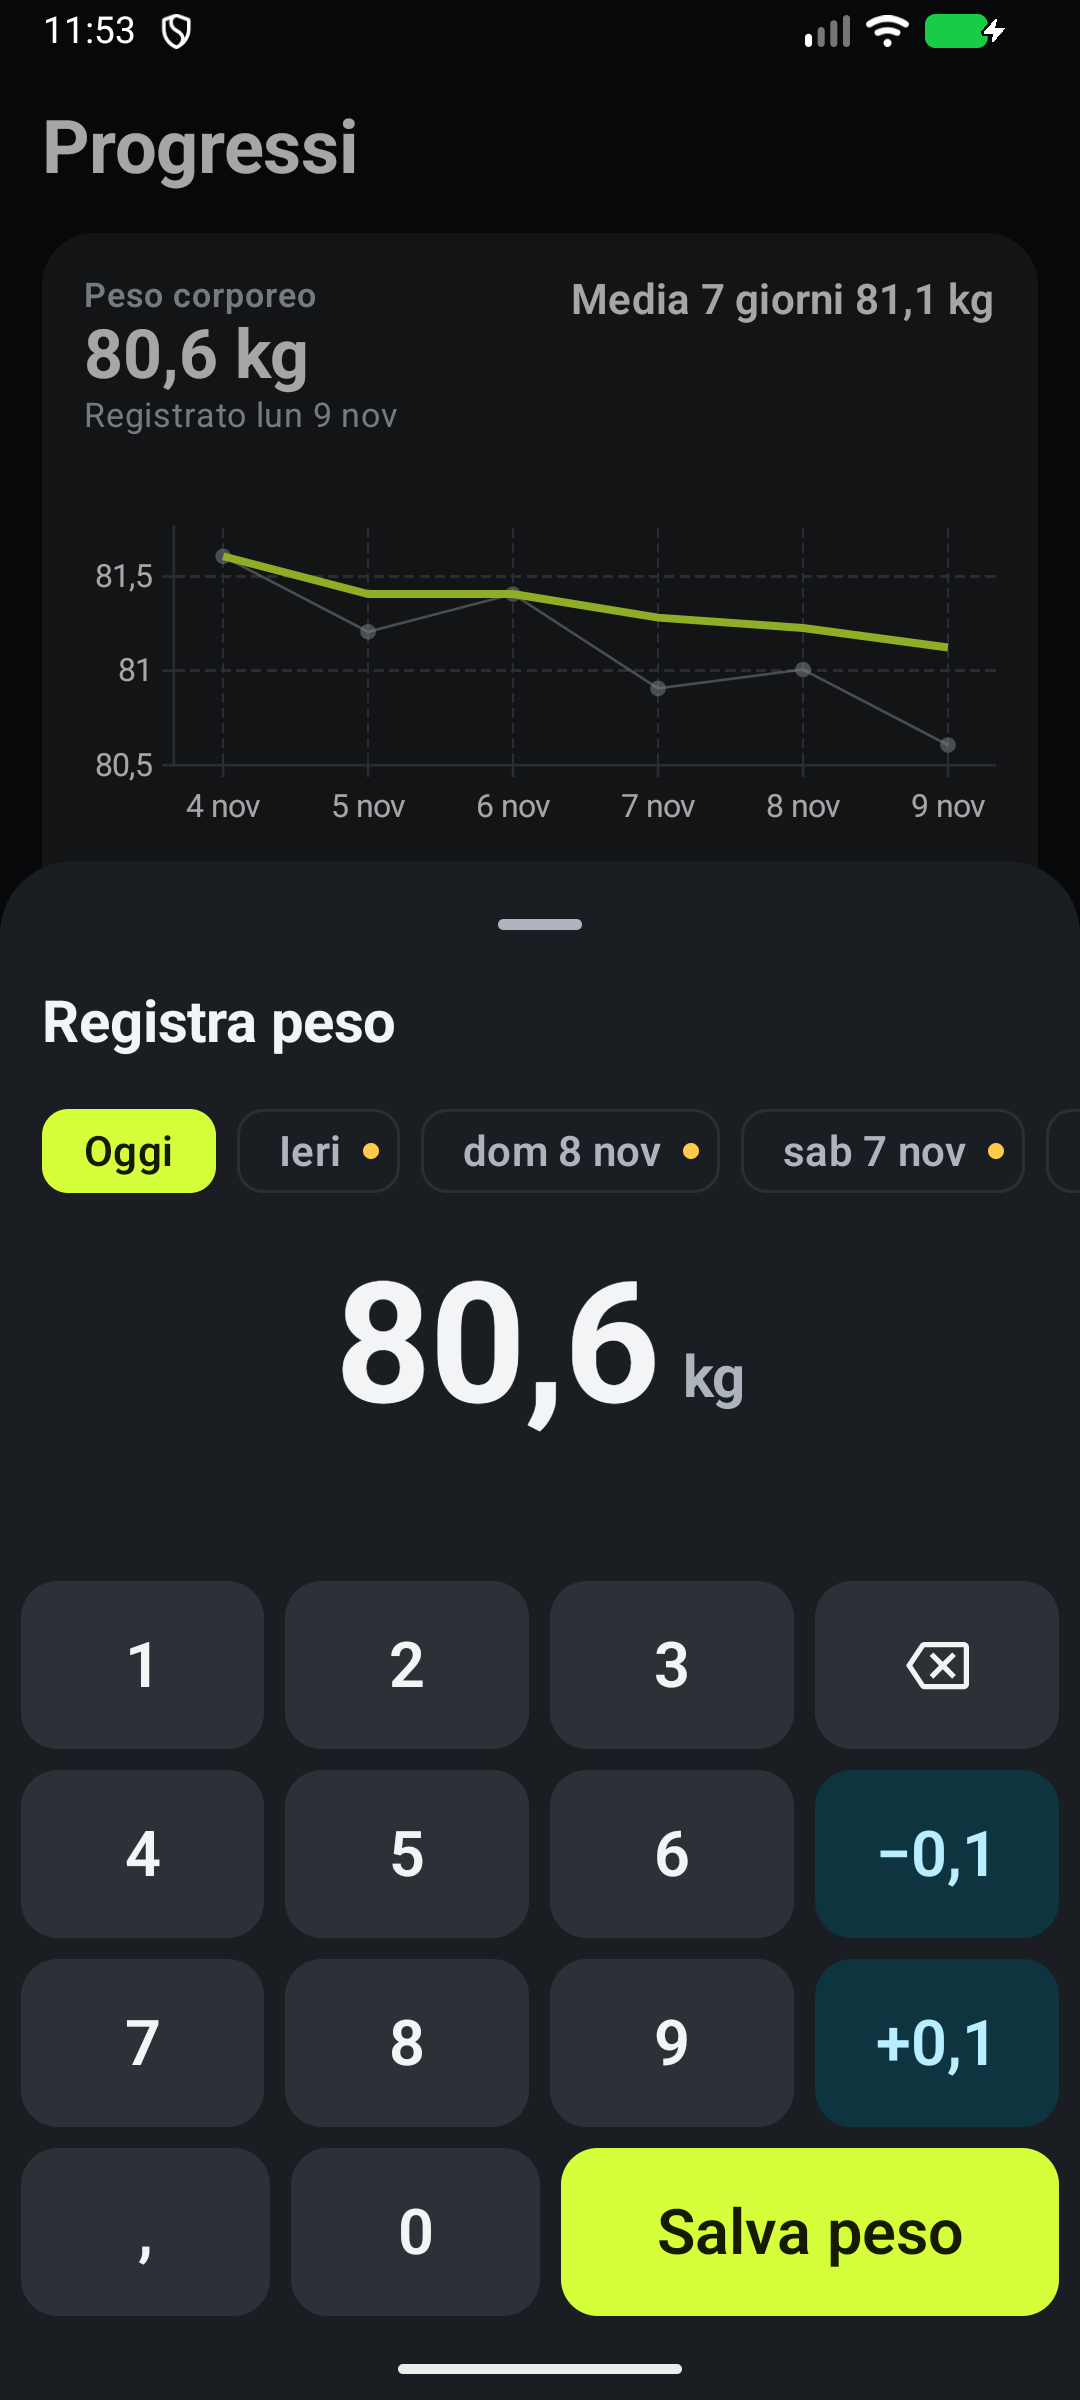 11:53
Progressi
Peso corporeo
Media 7 giorni 81,1 kg
80,6 kg
Registrato lun 9 nov
81,5
81
80,5
4 nov 5 nov 6 nov 7 nov 8 nov 9 nov
Registra peso
Oggi Ieri dom 8 nov sab 7 nov
80,6 kg
1 2 3
4 5 6 −0,1
7 8 9 +0,1
, 0 Salva peso